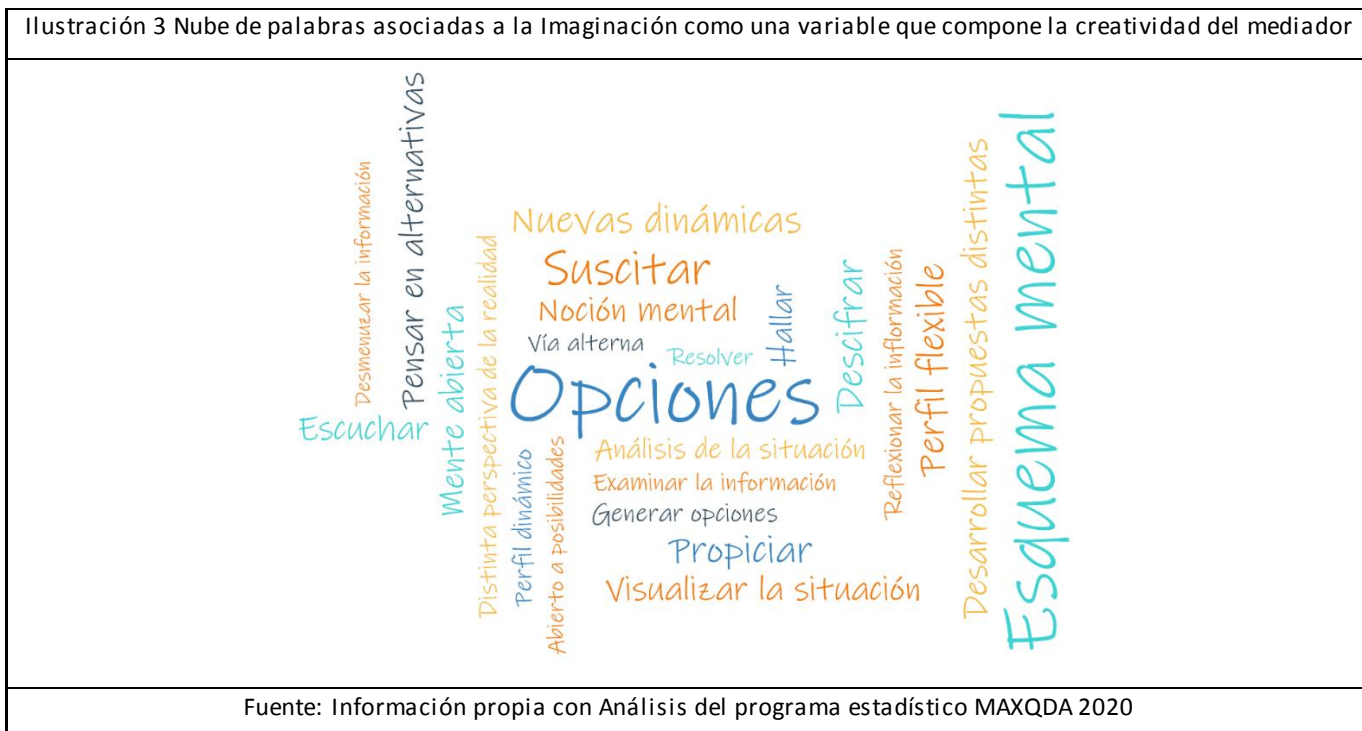 Ilustración 3 Nube de palabras asociadas a la Imaginación como una variable que compone la creatividad del mediador
Desmenuzar la información
Pensar en alternativas
Escuchar
Mente abierta
Distinta perspectiva de la realidad
Nuevas dinámicas
Suscitar
Noción mental
Vía alterna
Resolver
Hallar
Opciones
Descifrar
Perfil dinámico
Abierto a posibilidades
Análisis de la situación
Examinar la información
Generar opciones
Propiciar
Visualizar la situación
Reflexionar la inflormación
Perfil flexible
Desarrollar propuestas distintas
Esquema mental
Fuente: Información propia con Análisis del programa estadístico MAXQDA 2020